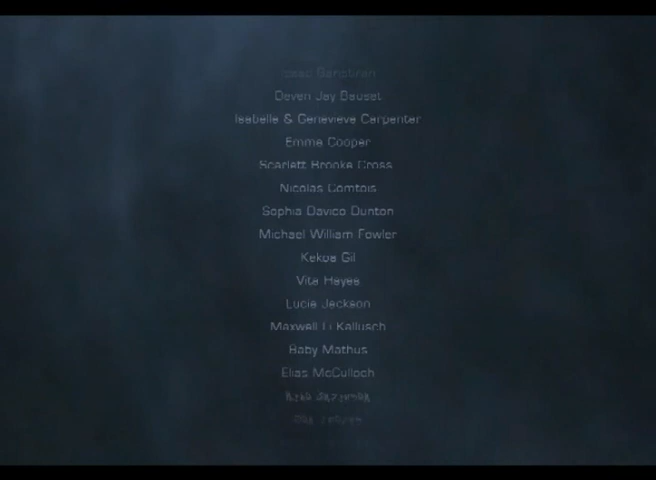 Deven Jay Bauset
Isabelle & Genevieve Carpenter
Emma Cooper
Scarlett Brooke Cross
Nicolas Comtois
Sophia Davico Dunton
Michael William Fowler
Kekoa Gil
Vita Hayes
Lucie Jackson
Maxwell Li Kallusch
Baby Mathus
Elias McCulloch